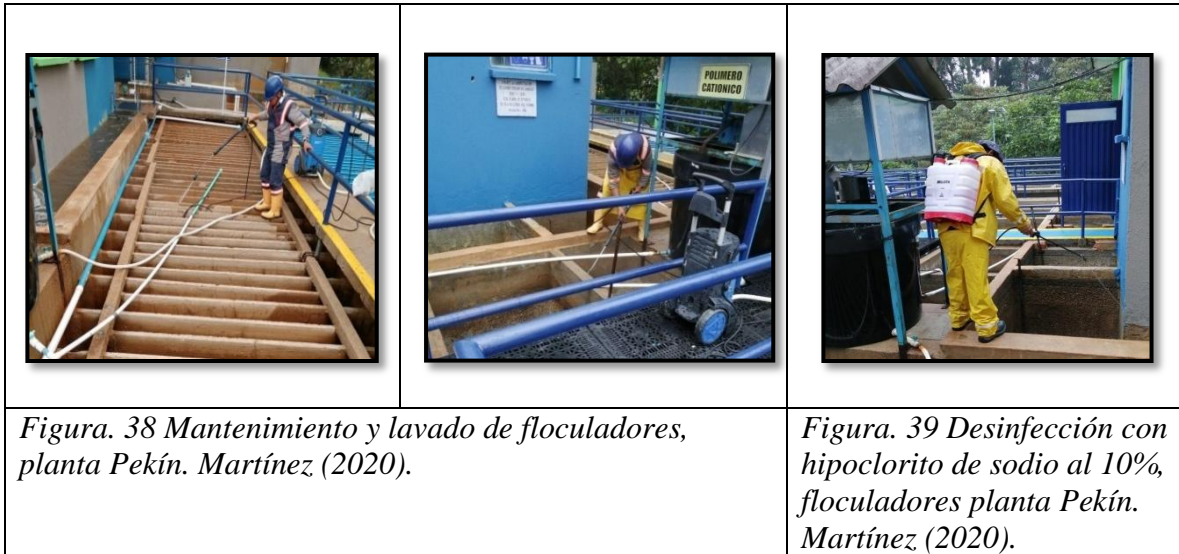 POLIMERO
CATIONICO
Figura. 38 Mantenimiento y lavado de floculadores,
planta Pekín. Martínez (2020).
Figura. 39 Desinfección con
hipoclorito de sodio al 10%,
floculadores planta Pekín.
Martínez (2020).